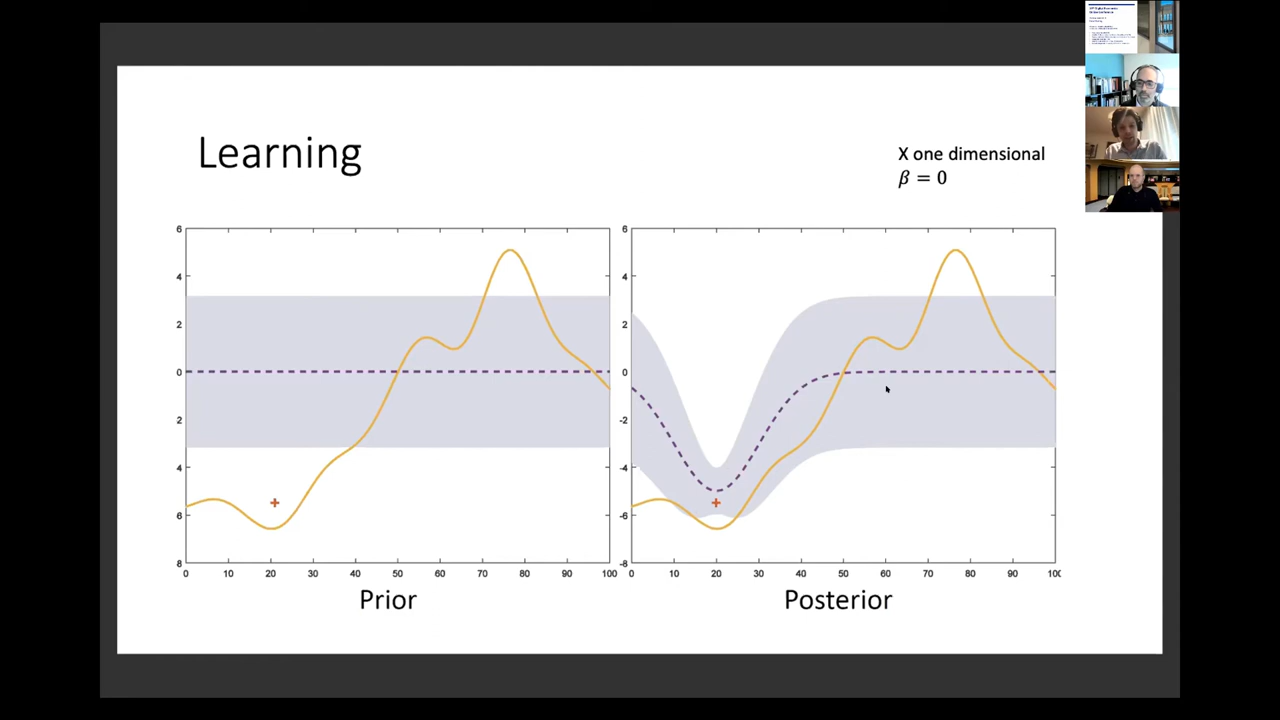 Learning
X one dimensional
β = 0
6
4
2
0
2
4
6
8
0 10 20 30 40 50 60 70 80 90 100
Prior
6
4
2
0
-2
-4
-6
-8
0 10 20 30 40 50 60 70 80 90 10
Posterior